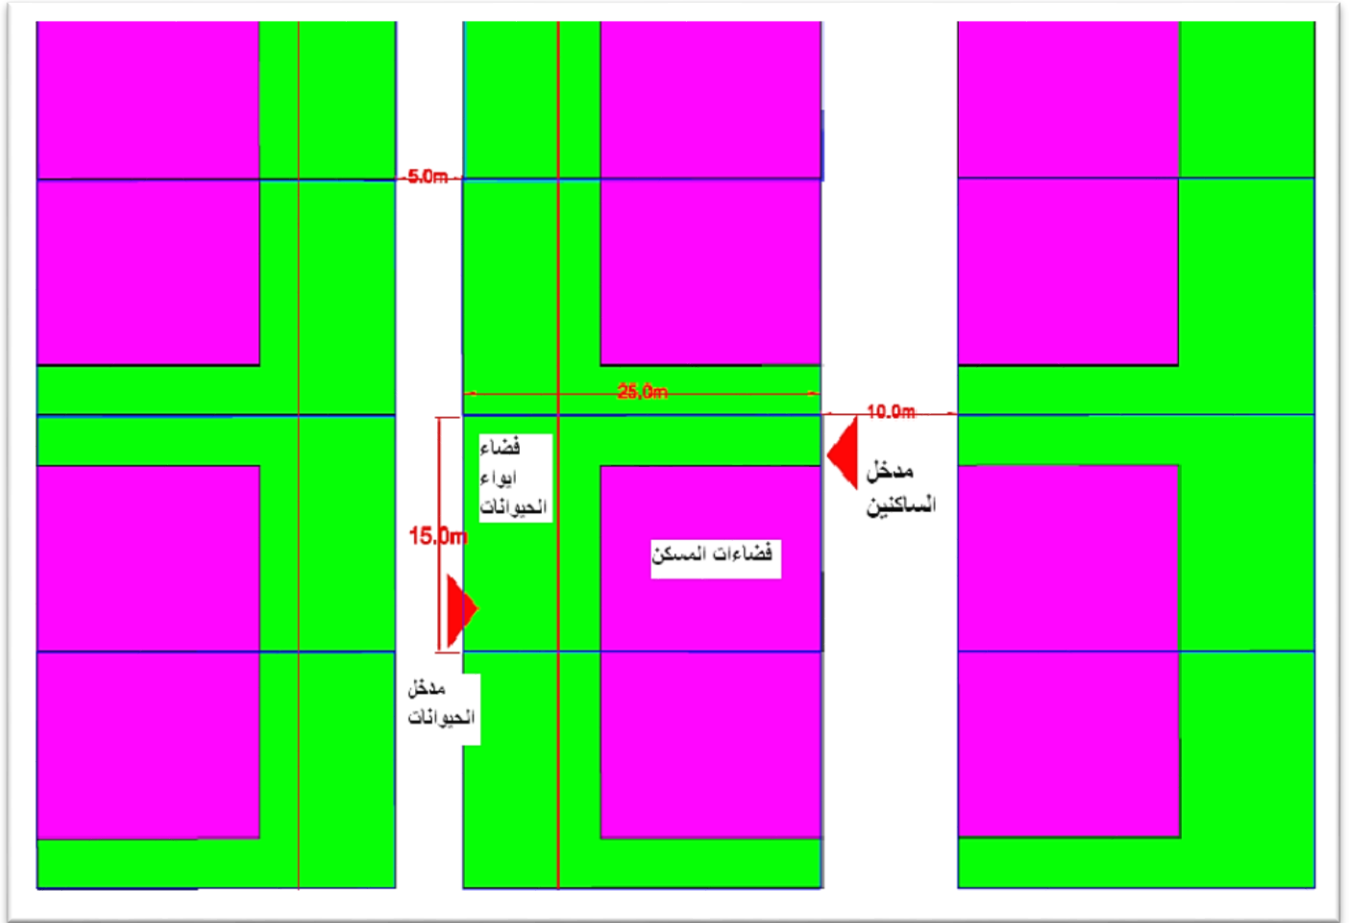 5.0m
25.0m
10.0m
فضاء
ايواء
الحيوانات
مدخل
الساكنين
15.0m
فضاءات المسكن
مدخل
الحيوانات